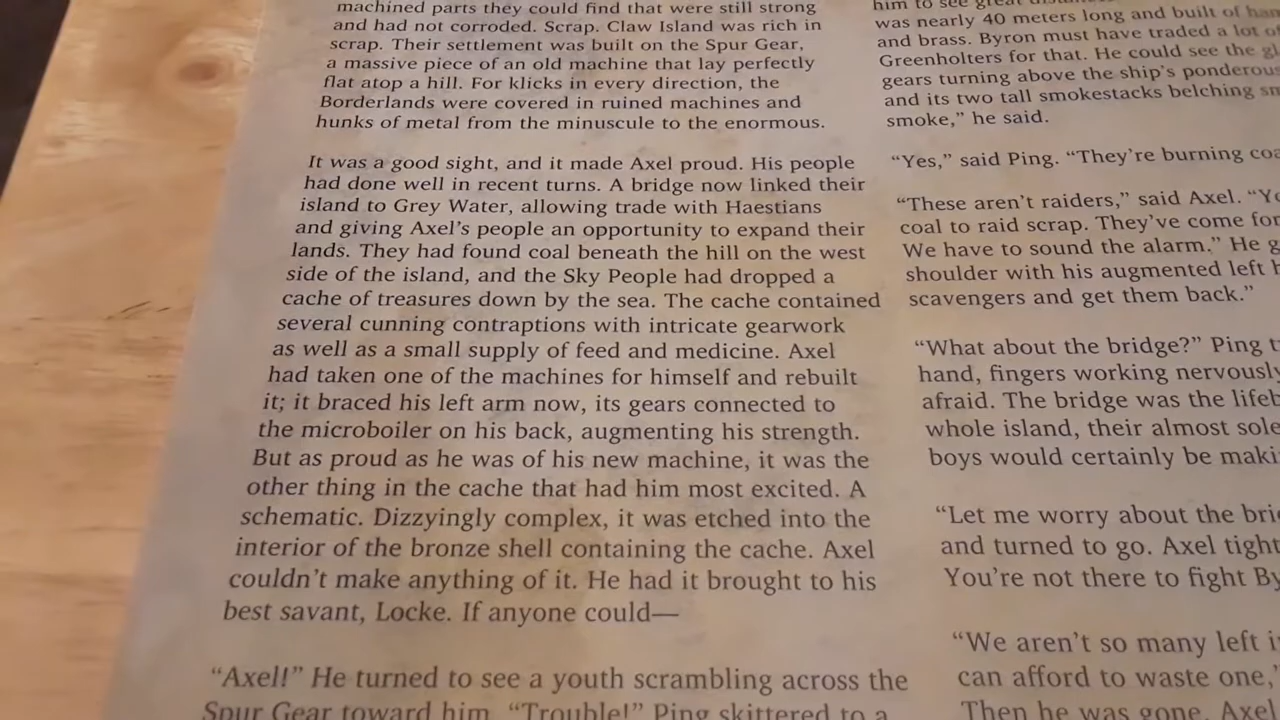 machined parts they could find that were still strong
and had not corroded. Scrap. Claw Island was rich in
scrap. Their settlement was built on the Spur Gear,
a massive piece of an old machine that lay perfectly
flat atop a hill. For klicks in every direction, the
Borderlands were covered in ruined machines and
hunks of metal from the minuscule to the enormous.
It was a good sight, and it made Axel proud. His people
had done well in recent turns. A bridge now linked their
island to Grey Water, allowing trade with Haestians
and giving Axel’s people an opportunity to expand their
lands. They had found coal beneath the hill on the west
side of the island, and the Sky People had dropped a
cache of treasures down by the sea. The cache contained
several cunning contraptions with intricate gearwork
as well as a small supply of feed and medicine. Axel
had taken one of the machines for himself and rebuilt
it; it braced his left arm now, its gears connected to
the microboiler on his back, augmenting his strength.
But as proud as he was of his new machine, it was the
other thing in the cache that had him most excited. A
schematic. Dizzyingly complex, it was etched into the
interior of the bronze shell containing the cache. Axel
couldn’t make anything of it. He had it brought to his
best savant, Locke. If anyone could—
“Axel!” He turned to see a youth scrambling across the
Spur Gear toward him. “Trouble!” Ping skittered to a
him to see great
was nearly 40 meters long and built of
and brass. Byron must have traded a lot
Greenholters for that. He could see the
gears turning above the ship’s ponderous
and its two tall smokestacks belching
smoke,” he said.
“Yes,” said Ping. “They’re burning
“These aren’t raiders,” said Axel.
coal to raid scrap. They’ve come for
We have to sound the alarm.” He
shoulder with his augmented left
scavengers and get them back.”
“What about the bridge?” Ping
hand, fingers working nervously
afraid. The bridge was the
whole island, their almost sole
boys would certainly be
“Let me worry about the
and turned to go. Axel
You’re not there to fight
“We aren’t so many left
can afford to waste one,
Then he was gone. Axel